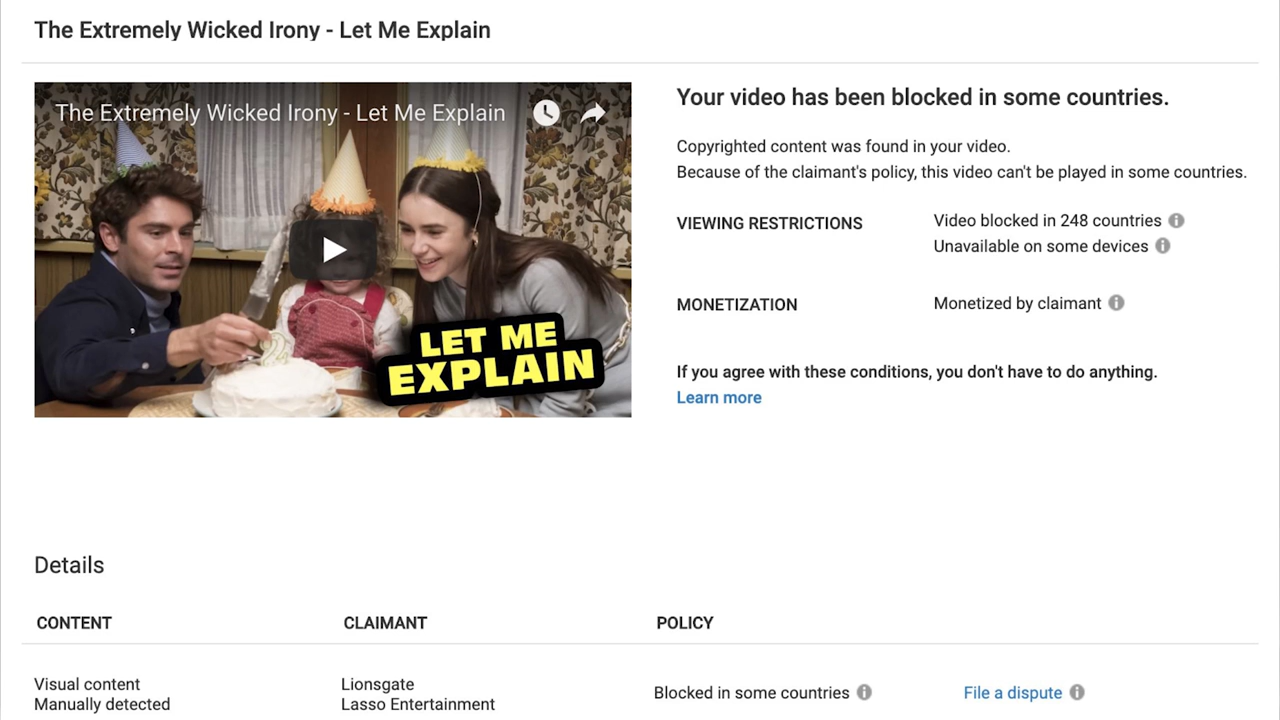 The Extremely Wicked Irony - Let Me Explain
The Extremely Wicked Irony - Let Me Explain
LET ME
EXPLAIN
Your video has been blocked in some countries.
Copyrighted content was found in your video.
Because of the claimant's policy, this video can't be played in some countries.
VIEWING RESTRICTIONS
Video blocked in 248 countries
Unavailable on some devices
MONETIZATION
Monetized by claimant
If you agree with these conditions, you don't have to do anything.
Learn more
Details
CONTENT CLAIMANT POLICY
Visual content
Manually detected
Lionsgate
Lasso Entertainment
Blocked in some countries
File a dispute